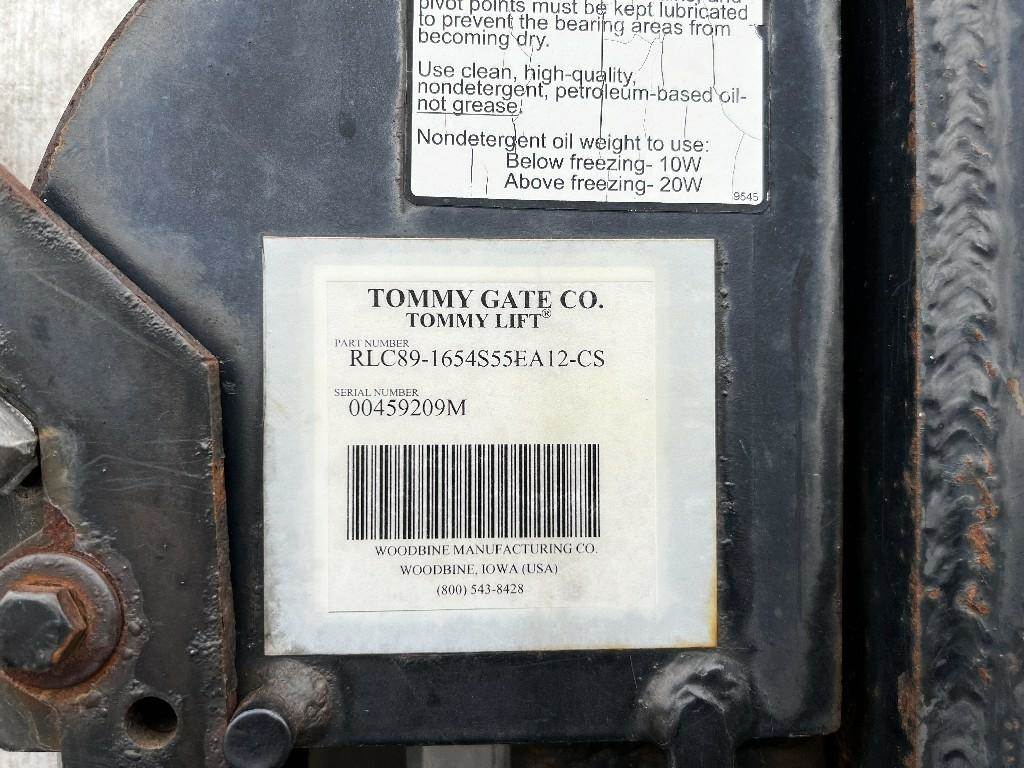 pivot points must be kept lubricated
to prevent the bearing areas from
becoming dry.
Use clean, high-quality,
nondetergent, petroleum-based oil-
not grease!
Nondetergent oil weight to use:
Below freezing- 10W
Above freezing- 20W
9545
TOMMY GATE CO.
TOMMY LIFT®
PART NUMBER
RLC89-1654S55EA12-CS
SERIAL NUMBER
00459209M
WOODBINE MANUFACTURING CO.
WOODBINE, IOWA (USA)
(800) 543-8428